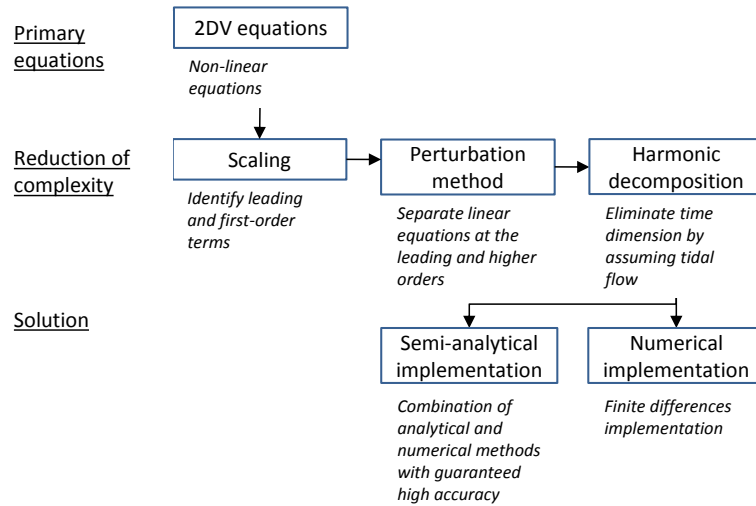 Primary
equations
2DV equations
Non-linear
equations
Reduction of
complexity
Scaling
Identify leading
and first-order
terms
Perturbation
method
Separate linear
equations at the
leading and higher
orders
Harmonic
decomposition
Eliminate time
dimension by
assuming tidal
flow
Solution
Semi-analytical
implementation
Combination of
analytical and
numerical methods
with guaranteed
high accuracy
Numerical
implementation
Finite differences
implementation